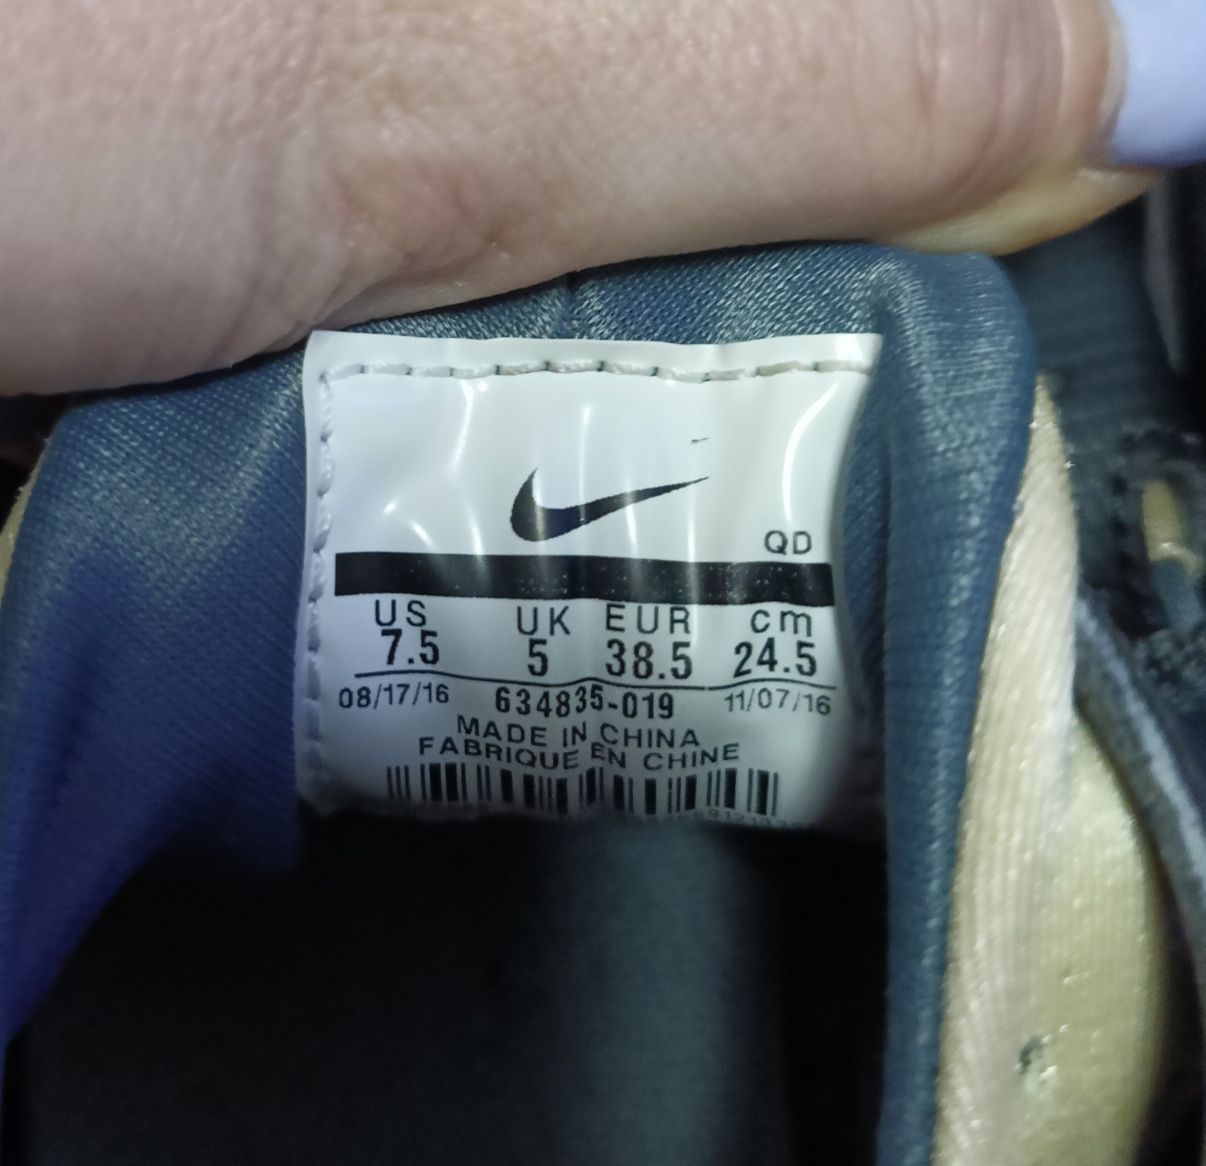 QD
US UK EUR cm
7.5 5 38.5 24.5
08/17/16 634835-019 11/07/16
MADE IN CHINA
FABRIQUE EN CHINE